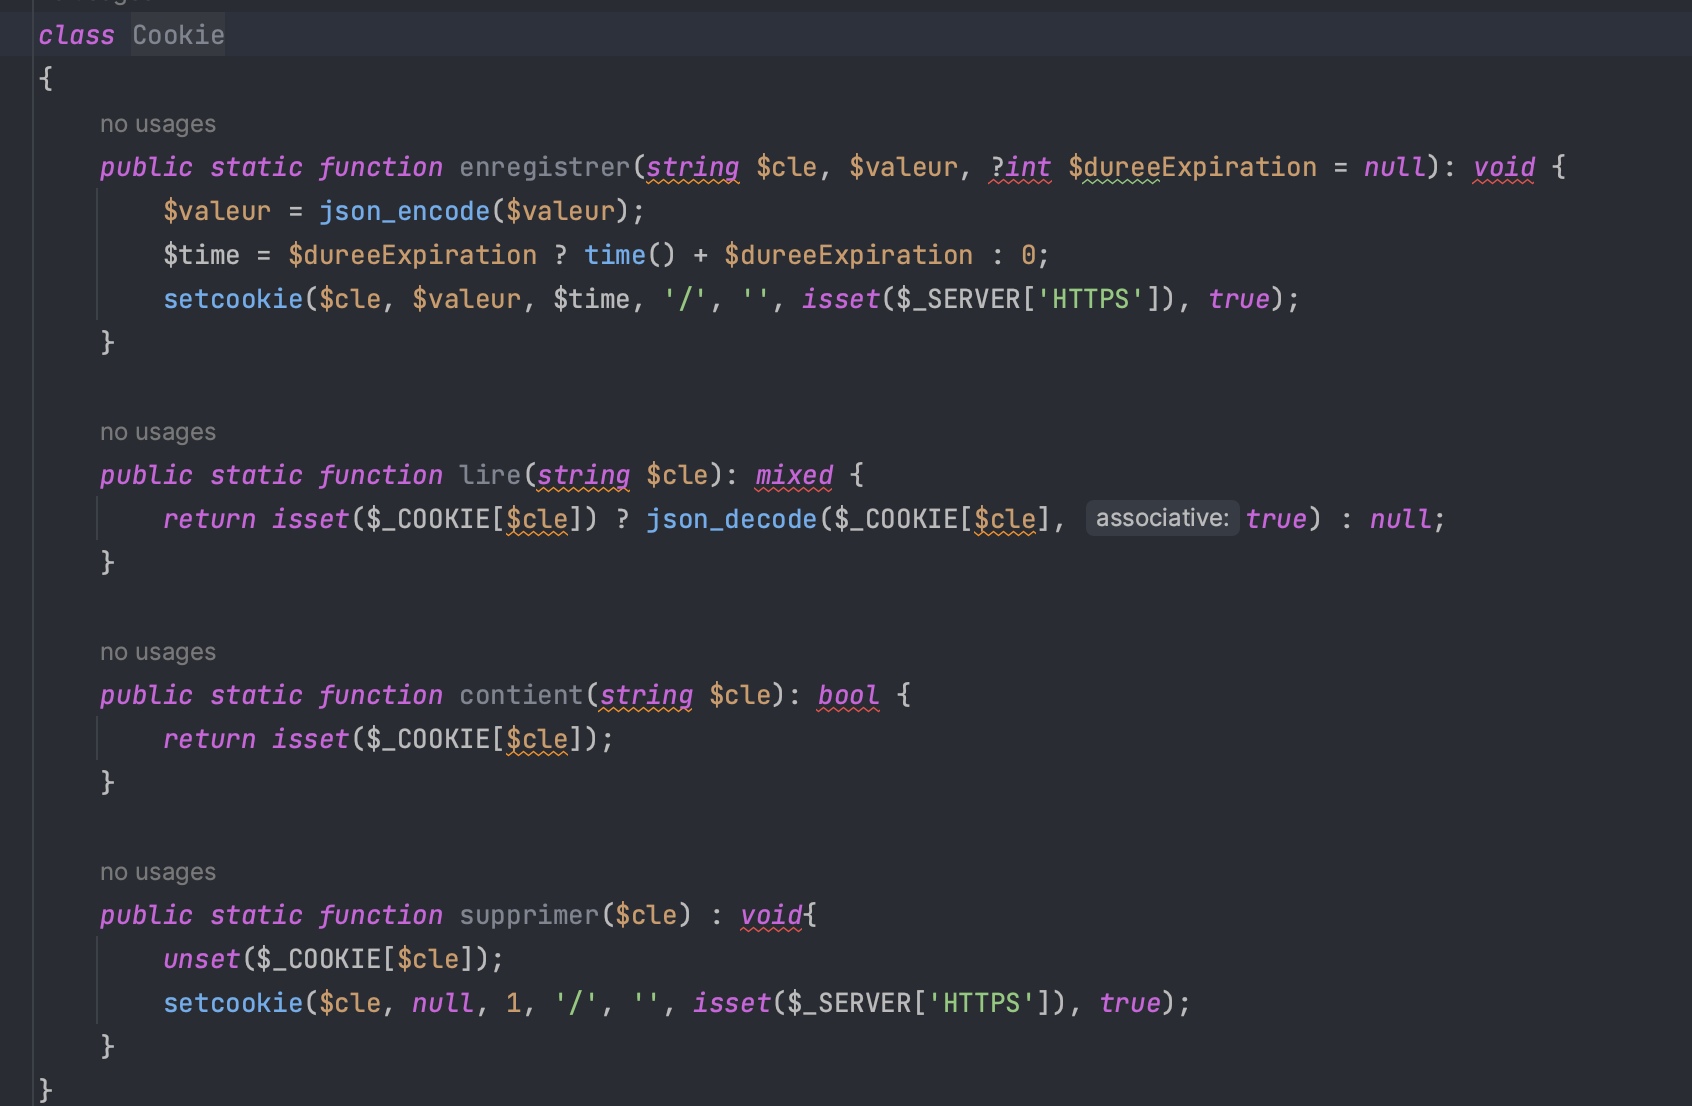 class Cookie
{
no usages
public static function enregistrer(string $cle, $valeur, ?int $dureeExpiration = null): void {
$valeur = json_encode($valeur);
$time = $dureeExpiration ? time() + $dureeExpiration : 0;
setcookie($cle, $valeur, $time, '/', '', isset($_SERVER['HTTPS']), true);
}
no usages
public static function lire(string $cle): mixed {
return isset($_COOKIE[$cle]) ? json_decode($_COOKIE[$cle], associative: true) : null;
}
no usages
public static function contient(string $cle): bool {
return isset($_COOKIE[$cle]);
}
no usages
public static function supprimer($cle) : void{
unset($_COOKIE[$cle]);
setcookie($cle, null, 1, '/', '', isset($_SERVER['HTTPS']), true);
}
}